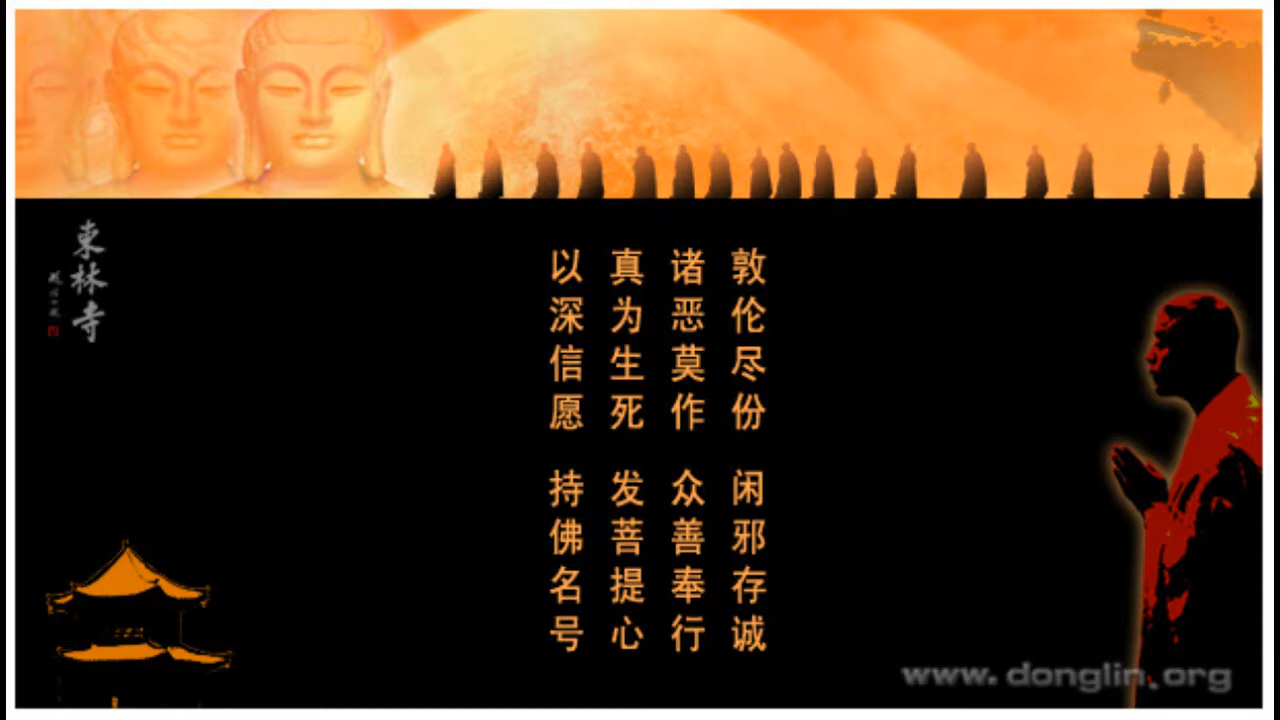 敦伦尽份 闲邪存诚
诸恶莫作 众善奉行
真为生死 发菩提心
以深信愿 持佛名号
東林寺
www.donglin.org